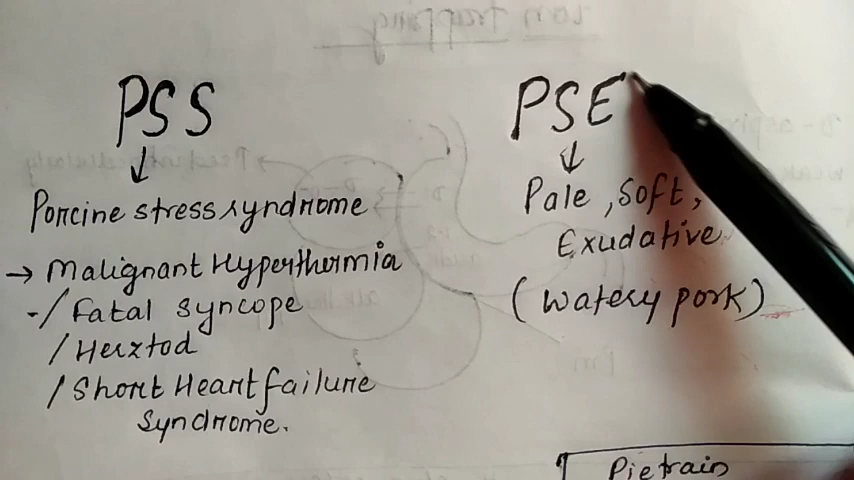 PSS
↓
Porcine stress syndrome
→ Malignant Hyperthermia
-/ Fatal syncope
/ Herztod
/ Short Heart failure
Syndrome.
PSE
↓
Pale, Soft,
Exudative
(watery pork)
Pietrain